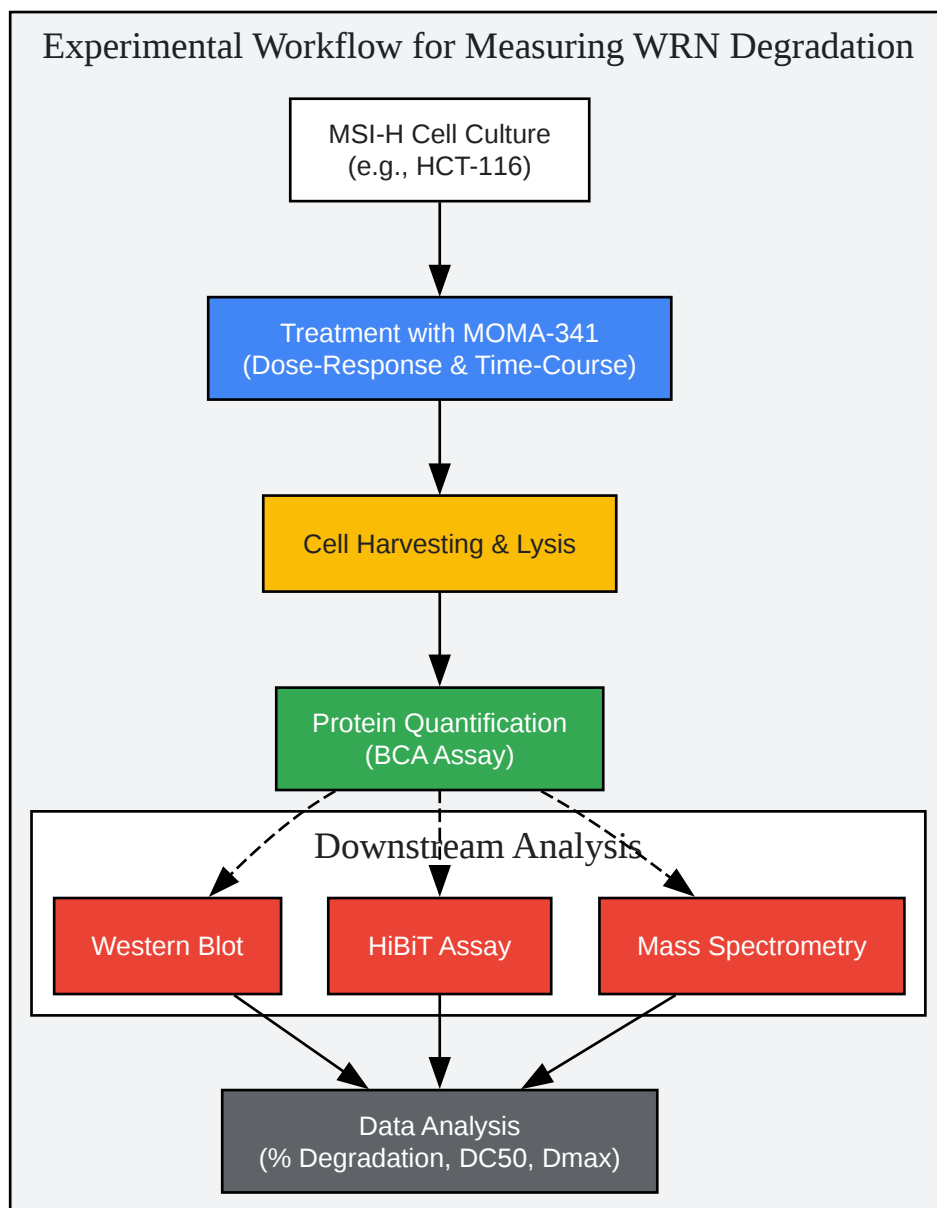 Experimental Workflow for Measuring WRN Degradation
MSI-H Cell Culture
(e.g., HCT-116)
Treatment with MOMA-341
(Dose-Response & Time-Course)
Cell Harvesting & Lysis
Protein Quantification
(BCA Assay)
Downstream Analysis
Western Blot
HiBiT Assay
Mass Spectrometry
Data Analysis
(% Degradation, DC50, Dmax)